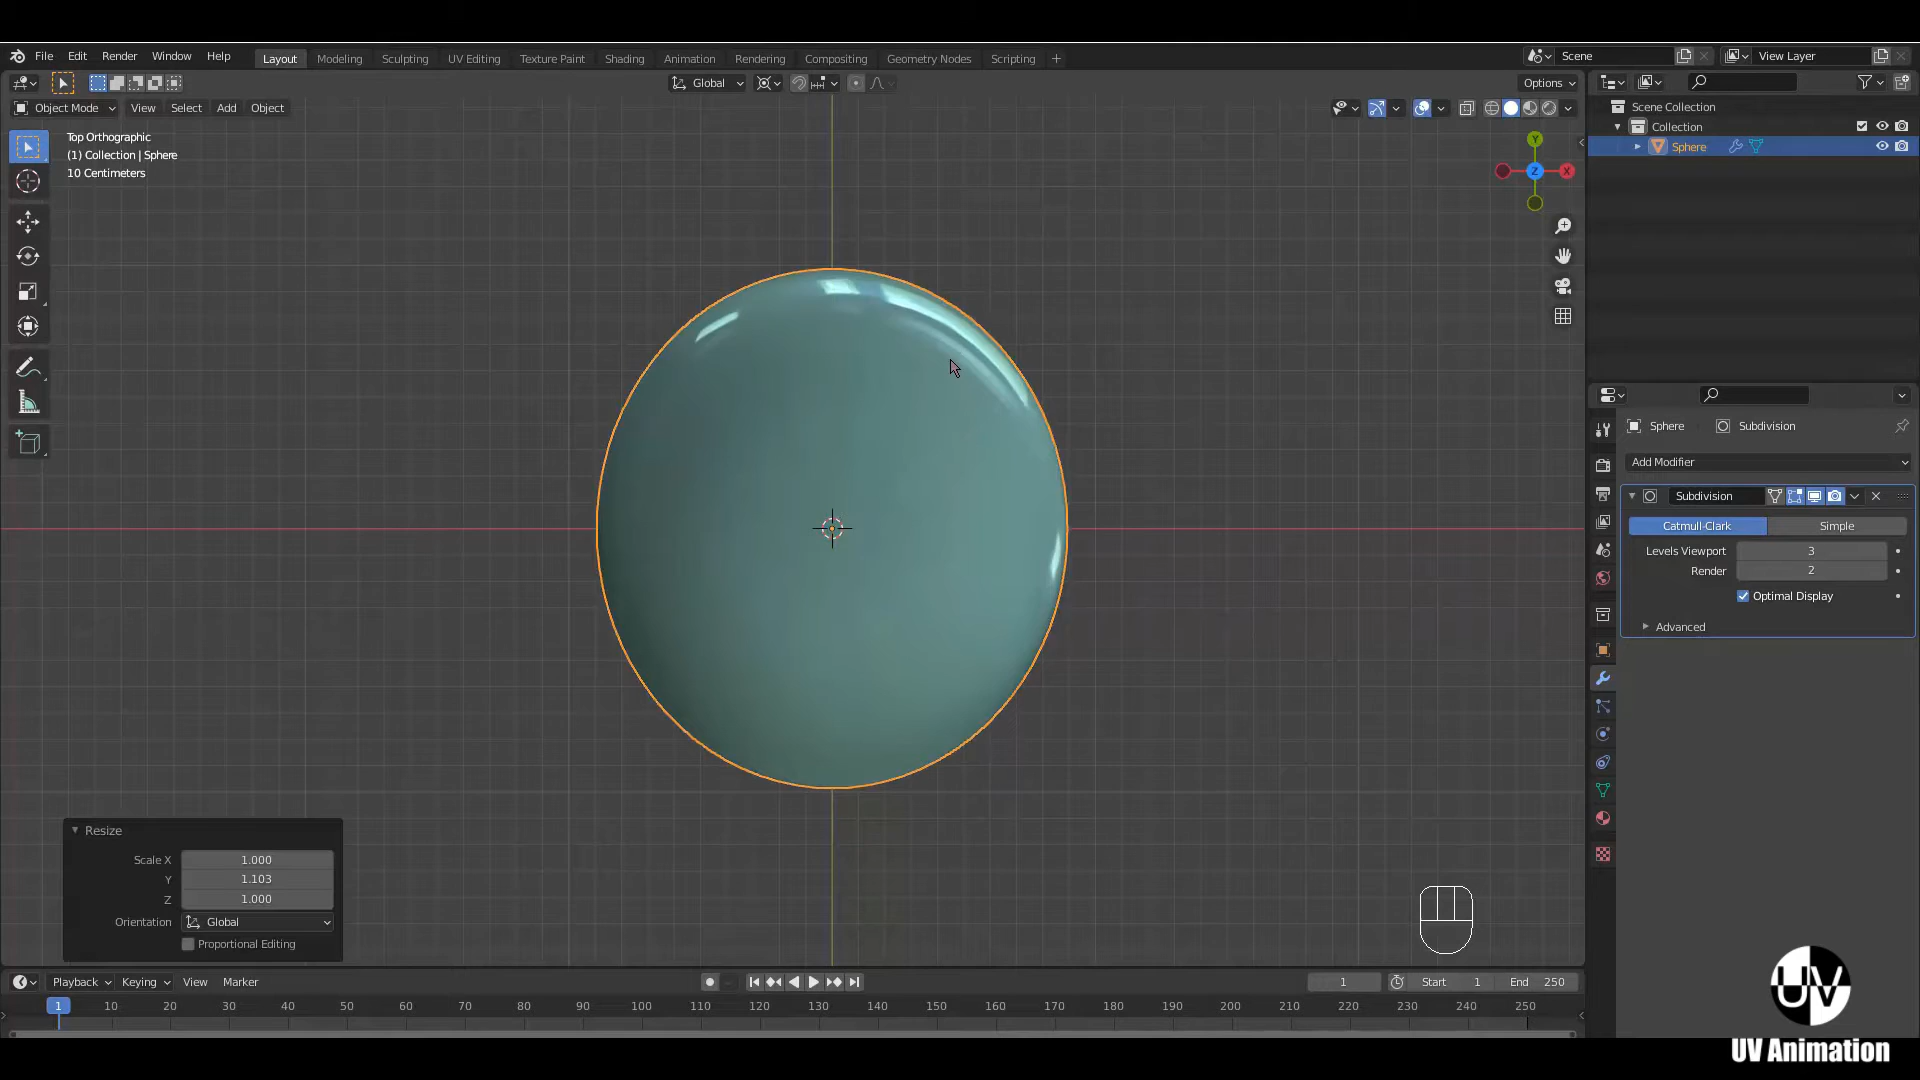 File Edit Render Window Help Layout Modeling Sculpting UV Editing Texture Paint Shading Animation Rendering Compositing Geometry Nodes Scripting + Scene View Layer
Global Options
Object Mode View Select Add Object
Top Orthographic
(1) Collection | Sphere
10 Centimeters
Y
Z X
Scene Collection
Collection
Sphere
Sphere Subdivision
Add Modifier
Subdivision
Catmull-Clark Simple
Levels Viewport 3
Render 2
Optimal Display
Advanced
Resize
Scale X 1.000
Y 1.103
Z 1.000
Orientation Global
Proportional Editing
Playback Keying View Marker 1 Start 1 End 250
1 10 20 30 40 50 60 70 80 90 100 110 120 130 140 150 160 170 180 190 200 210 220 230 240 250
UV
UV Animation